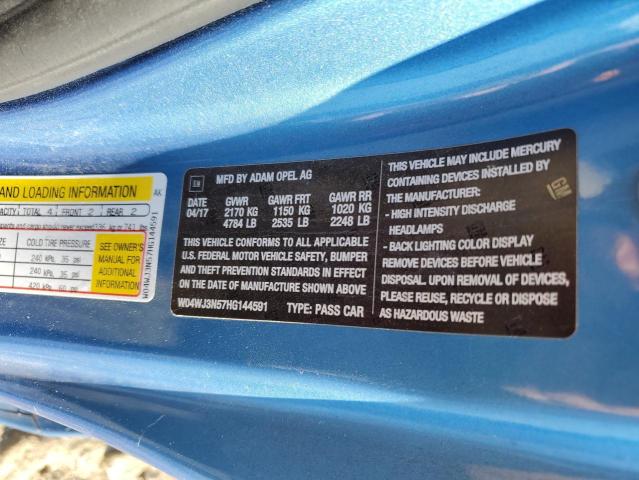 AND LOADING INFORMATION
AK
TOTAL 4 FRONT 2 REAR 2
COLD TIRE PRESSURE
240 kPa, 35 psi
240 kPa, 35 psi
420 kPa, 60 psi
SEE OWNER'S
MANUAL FOR
ADDITIONAL
INFORMATION
W04WJ3N57HG144591
GM
MFD BY ADAM OPEL AG
DATE GVWR GAWR FRT GAWR RR
04/17 2170 KG 1150 KG 1020 KG
4784 LB 2535 LB 2248 LB
THIS VEHICLE CONFORMS TO ALL APPLICABLE
U.S. FEDERAL MOTOR VEHICLE SAFETY, BUMPER
AND THEFT PREVENTION STANDARDS IN EFFECT
ON THE DATE OF MANUFACTURE SHOWN ABOVE
W04WJ3N57HG144591 TYPE: PASS CAR
THIS VEHICLE MAY INCLUDE MERCURY
CONTAINING DEVICES INSTALLED BY
THE MANUFACTURER:
- HIGH INTENSITY DISCHARGE
HEADLAMPS
- BACK LIGHTING COLOR DISPLAY
REMOVE DEVICES BEFORE VEHICLE
DISPOSAL UPON REMOVAL OF DEVICES,
PLEASE REUSE, RECYCLE OR DISPOSE
AS HAZARDOUS WASTE
GM